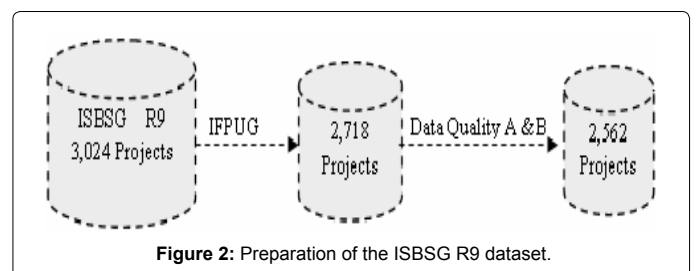 ISBSG R9
3,024 Projects
IFPUG
2,718
Projects
Data Quality A &B
2,562
Projects
Figure 2: Preparation of the ISBSG R9 dataset.